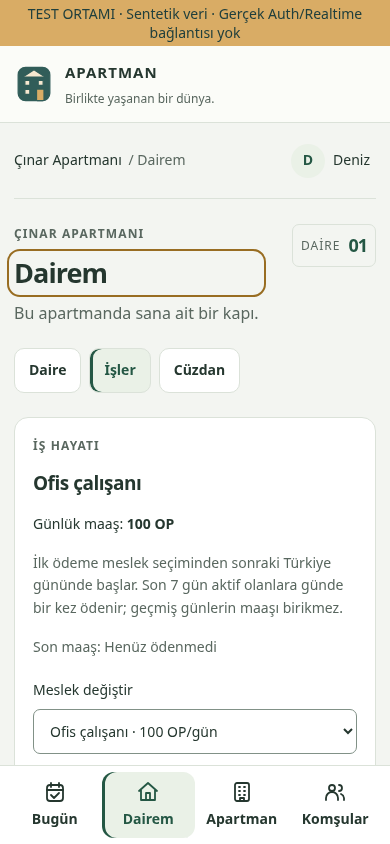 TEST ORTAMI · Sentetik veri · Gerçek Auth/Realtime
bağlantısı yok
APARTMAN
Birlikte yaşanan bir dünya.
Çınar Apartmanı / Dairem
D Deniz
ÇINAR APARTMANI
DAİRE 01
Dairem
Bu apartmanda sana ait bir kapı.
Daire İşler Cüzdan
İŞ HAYATI
Ofis çalışanı
Günlük maaş: 100 OP
İlk ödeme meslek seçiminden sonraki Türkiye
gününde başlar. Son 7 gün aktif olanlara günde
bir kez ödenir; geçmiş günlerin maaşı birikmez.
Son maaş: Henüz ödenmedi
Meslek değiştir
Ofis çalışanı · 100 OP/gün
Bugün Dairem Apartman Komşular